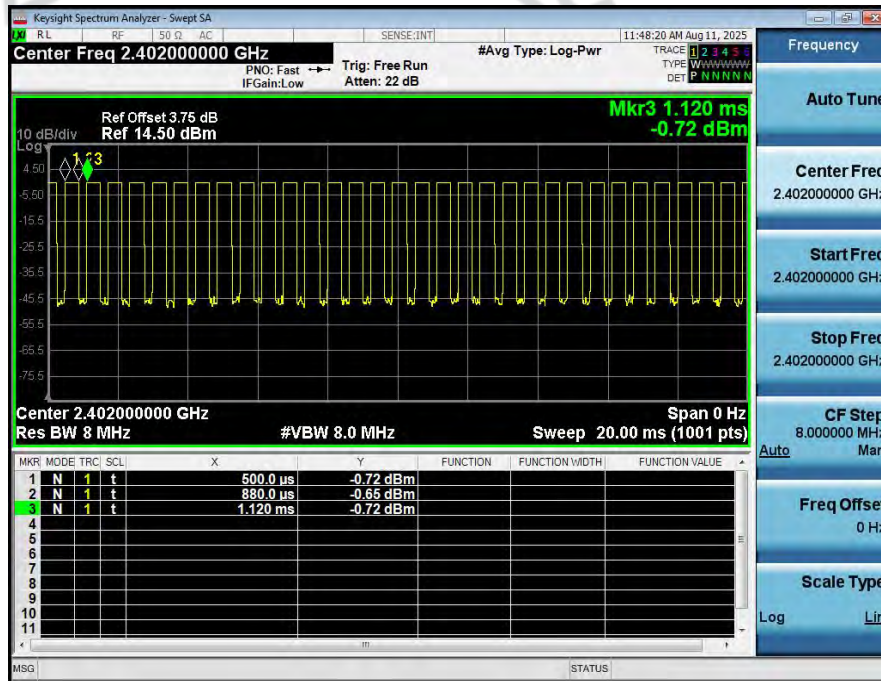 Keysight Spectrum Analyzer - Swept SA
LXI RL RF 50 Ω AC SENSE:INT 11:48:20 AM Aug 11, 2025
Center Freq 2.402000000 GHz #Avg Type: Log-Pwr TRACE 1 2 3 4 5 6
PNO: Fast Trig: Free Run TYPE WWWWWW
IFGain:Low Atten: 22 dB DET P N N N N N
Frequency
Auto Tune
Mkr3 1.120 ms
Ref Offset 3.75 dB
10 dB/div Ref 14.50 dBm -0.72 dBm
Log
4.50
-5.50
-15.5
-25.5
-35.5
-45.5
-55.5
-65.5
-75.5
3
Center Freq
2.402000000 GHz
Start Freq
2.402000000 GHz
Stop Freq
2.402000000 GHz
Center 2.402000000 GHz Span 0 Hz
Res BW 8 MHz #VBW 8.0 MHz Sweep 20.00 ms (1001 pts)
CF Step
8.000000 MHz
Auto Man
MKR MODE TRC SCL X Y FUNCTION FUNCTION WIDTH FUNCTION VALUE
1 N 1 t 500.0 µs -0.72 dBm
2 N 1 t 880.0 µs -0.65 dBm
3 N 1 t 1.120 ms -0.72 dBm
4
5
6
7
8
9
10
11
Freq Offset
0 Hz
Scale Type
Log Lin
MSG STATUS